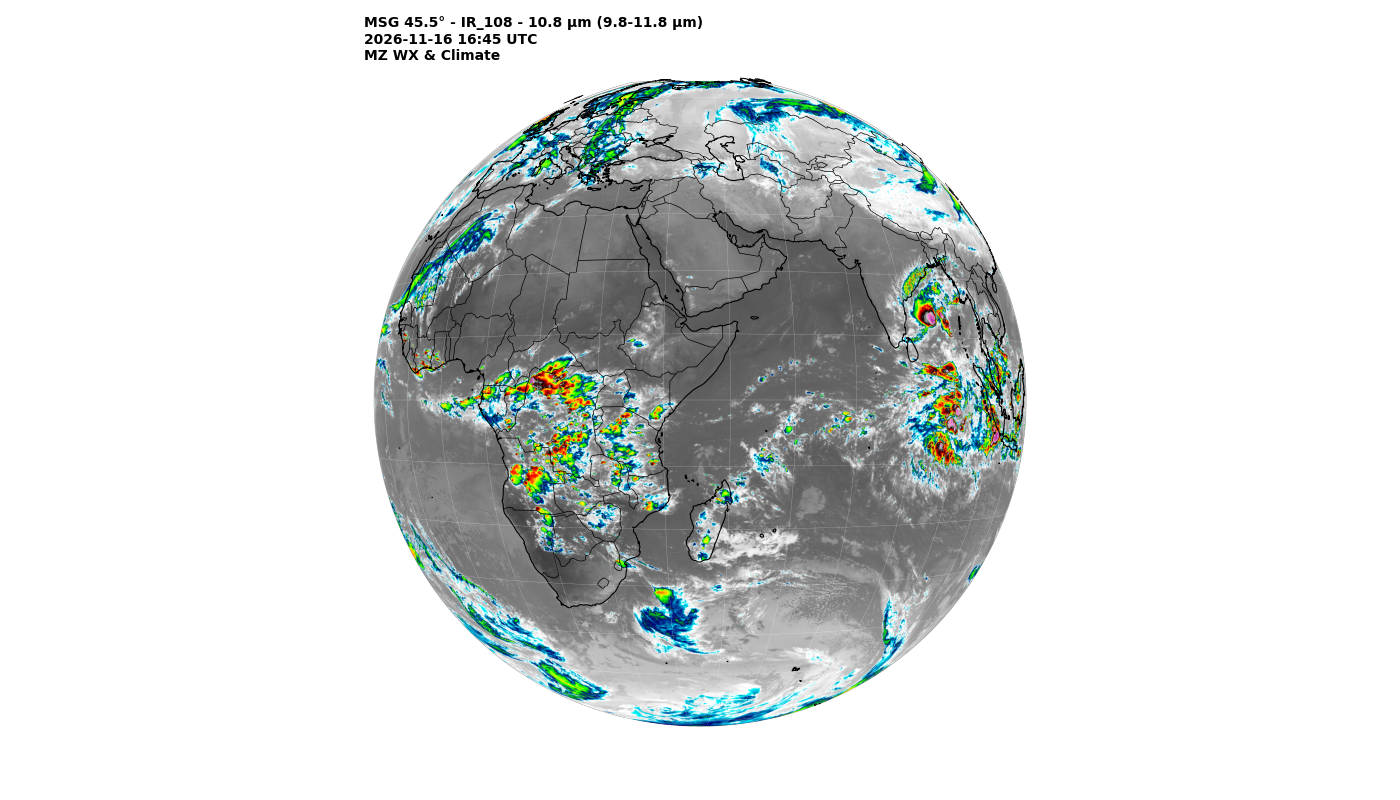 MSG 45.5° - IR_108 - 10.8 µm (9.8-11.8 µm)
2026-11-16 16:45 UTC
MZ WX & Climate